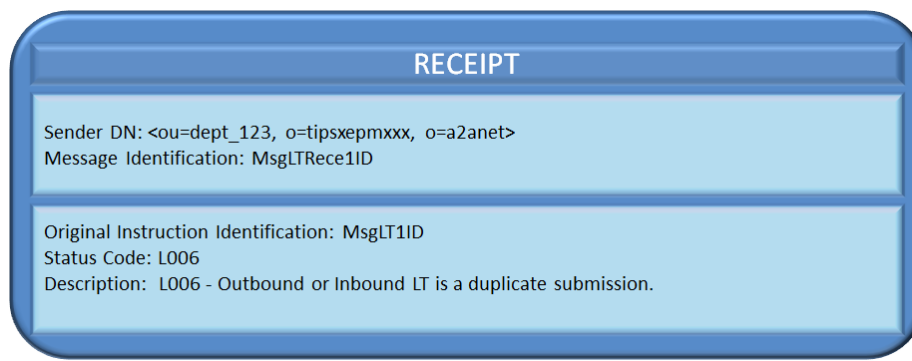 RECEIPT
Sender DN: <ou=dept_123, o=tipsxepmxxx, o=a2anet>
Message Identification: MsgLTRece1ID
Original Instruction Identification: MsgLT1ID
Status Code: L006
Description: L006 - Outbound or Inbound LT is a duplicate submission.